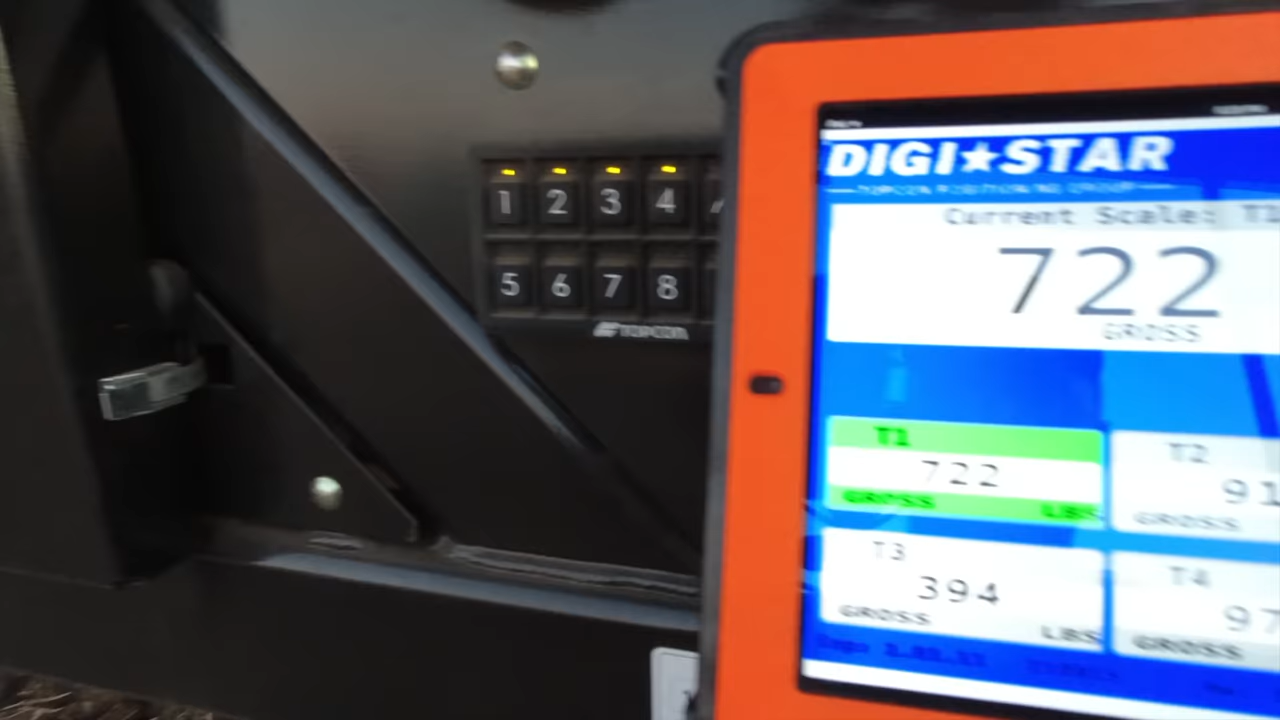 1 2 3 4
5 6 7 8
TOPCON
DIGI★STAR
TOPCON POSITIONING GROUP
Current Scale: T1
722
GROSS
T1
722
GROSS LBS
T2
91
GROSS
T3
394
GROSS LBS
T4
97
GROSS